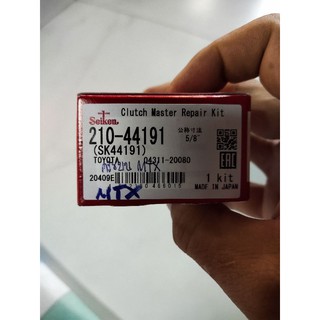 Seiken
Clutch Master Repair Kit
210-44191
公称寸法
5/8"
(SK44191)
TOYOTA 04311-20080
MTX
20409E
1 kit
MADE IN JAPAN
MTX
EAC